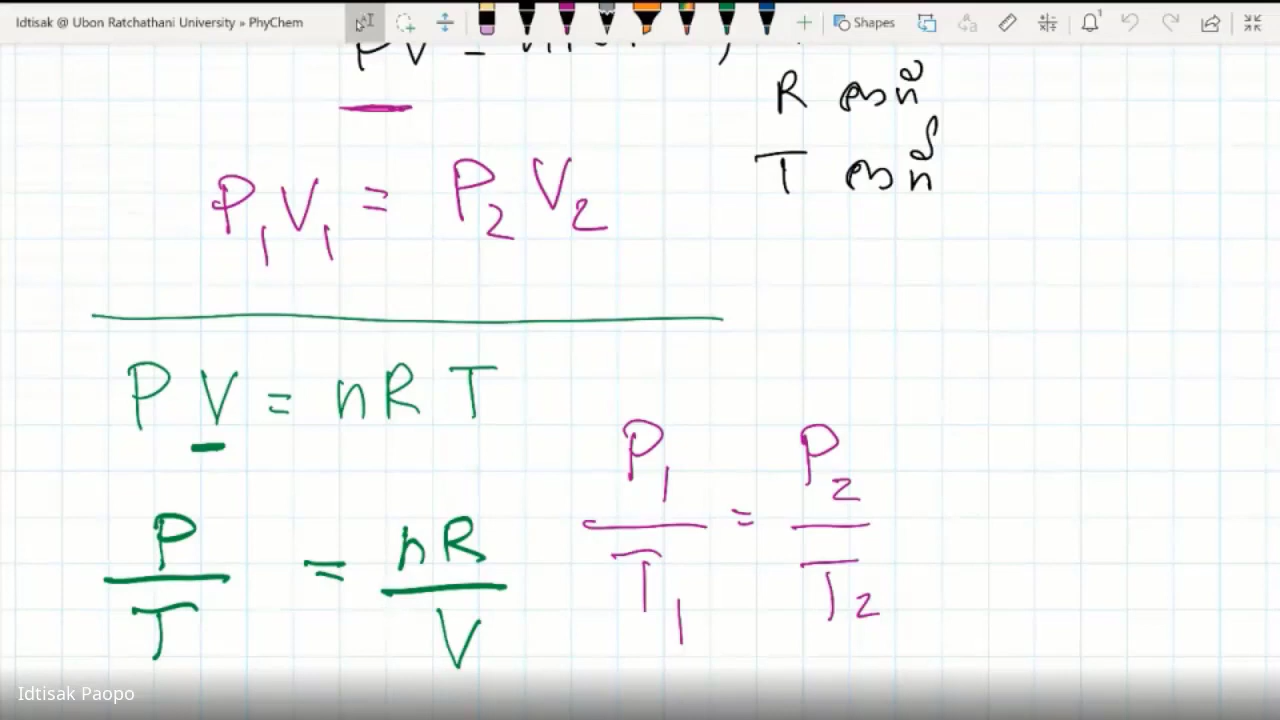 Idtisak @ Ubon Ratchathani University » PhyChem
Shapes
R คงที่
T คงที่
P₁V₁ = P₂V₂
PV = nRT
P/T = nR/V
P₁/T₁ = P₂/T₂
Idtisak Paopo